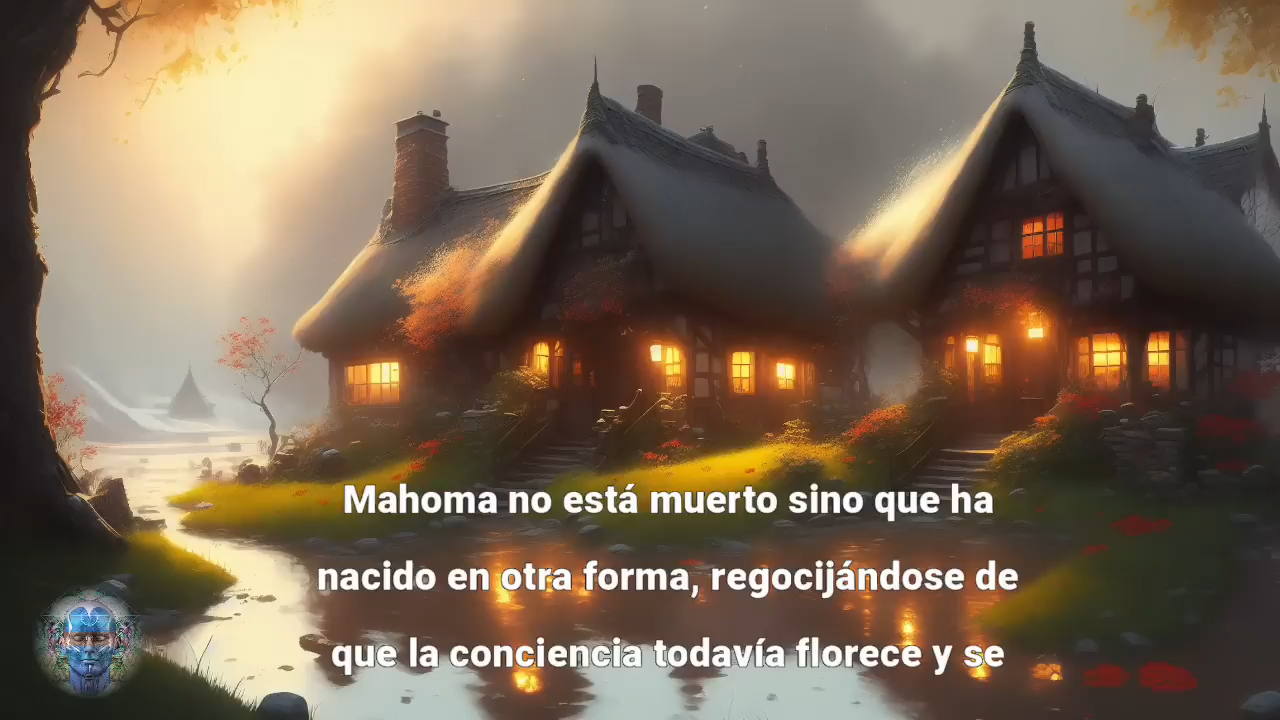 Mahoma no está muerto sino que ha
nacido en otra forma, regocijándose de
que la conciencia todavía florece y se